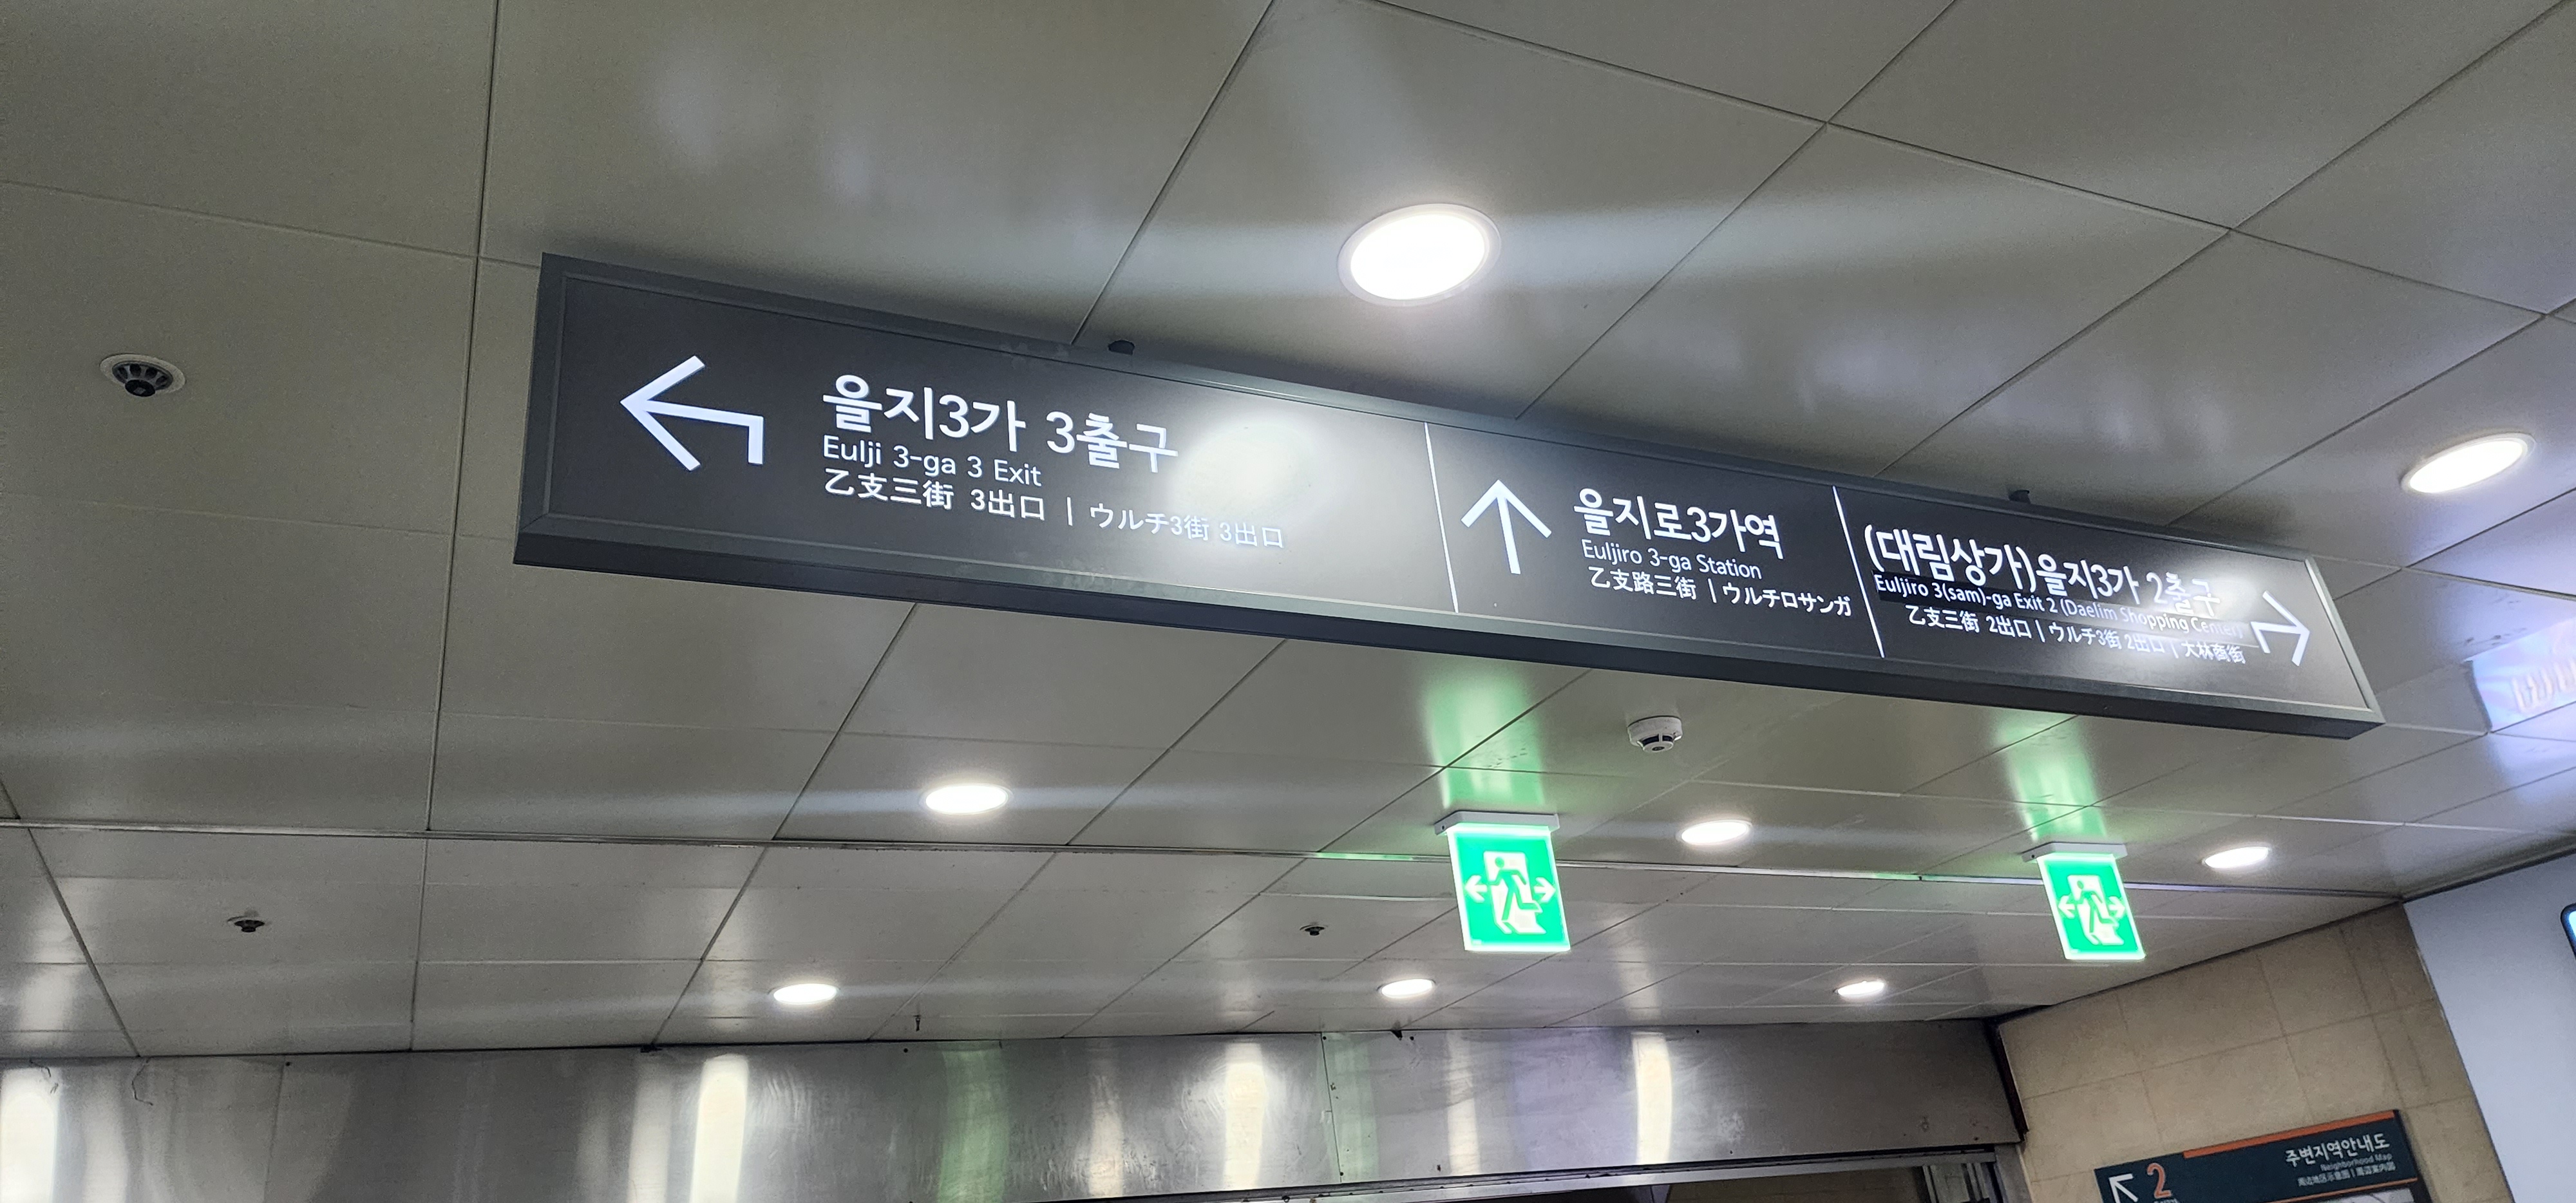 을지3가 3출구
Eulji 3-ga 3 Exit
乙支三街 3出口 | ウルチ3街 3出口
을지로3가역
Euljiro 3-ga Station
乙支路三街 | ウルチロサンガ
(대림상가)을지3가 2출구
Euljiro 3(sam)-ga Exit 2 (Daelim Shopping Center)
乙支三街 2出口 | ウルチ3街 2出口 | 大林商街
2
주변지역안내도
Neighborhood Map